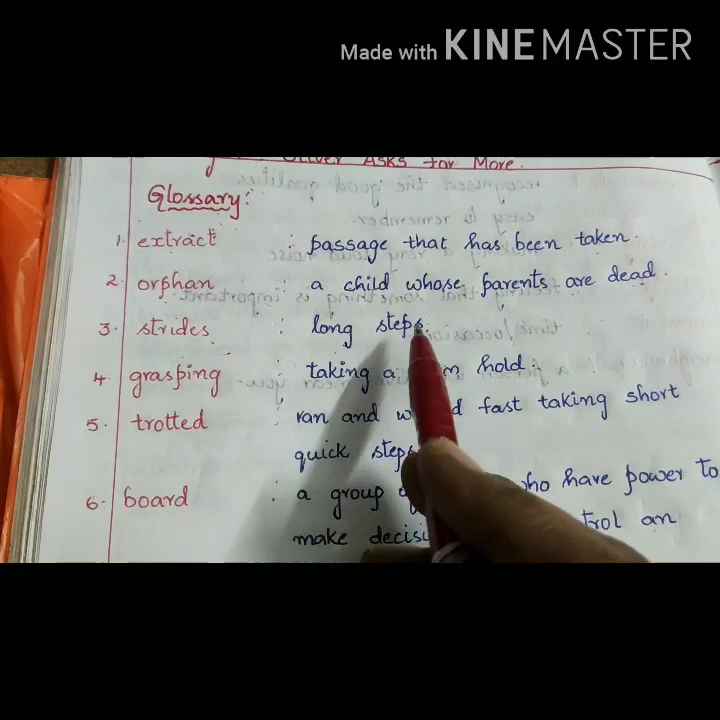 Made with KINEMASTER
Asks for More.
Glossary:
1. extract : passage that has been taken.
2. orphan : a child whose parents are dead.
3. strides : long steps.
4. grasping : taking a hold.
5. trotted : ran and fast taking short
quick steps
6. board : a group who have power to
make an